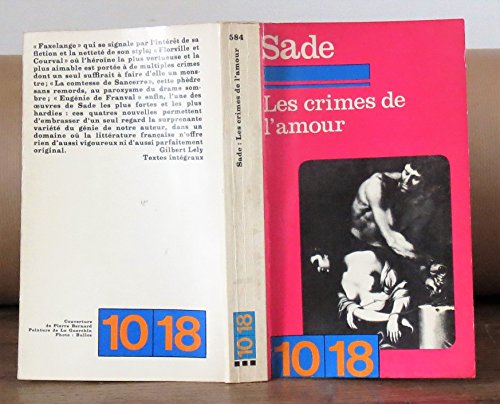 « Faxelange » qui se signale par l'intérêt de sa
fiction et la netteté de son style; « Florville et
Courval » où l'héroïne la plus vertueuse et la
plus aimable est portée à de multiples crimes
dont un seul suffirait à faire d'elle un mons-
tre; « La comtesse de Sancerre », cette phèdre
sans remords, au paroxysme du drame som-
bre; « Eugénie de Franval » enfin, l'une des
œuvres de Sade les plus fortes et les plus
hardies : ces quatres nouvelles permettent
d'embrasser d'un seul regard la surprenante
variété du génie de notre auteur, dans un
domaine où la littérature française n'offre
rien d'aussi vigoureux ni d'aussi parfaitement
original.
Gilbert Lely
Textes intégraux
Couverture
de Pierre Bernard
Peinture de Le Guerchin
Photo : Bulloz
10 18
584
Sade : Les crimes de l'amour
10 18
Sade
Les crimes de
l'amour
10 18